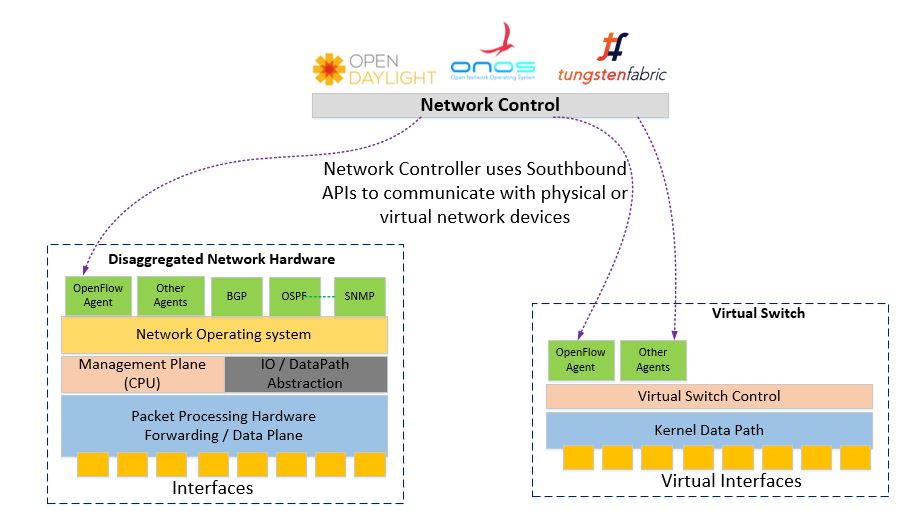 OPEN
DAYLIGHT
onos
Open Network Operating System
tungstenfabric
Network Control
Network Controller uses Southbound
APIs to communicate with physical or
virtual network devices
Disaggregated Network Hardware
OpenFlow
Agent
Other
Agents
BGP
OSPF
SNMP
Network Operating system
Management Plane
(CPU)
IO / DataPath
Abstraction
Packet Processing Hardware
Forwarding / Data Plane
Interfaces
Virtual Switch
OpenFlow
Agent
Other
Agents
Virtual Switch Control
Kernel Data Path
Virtual Interfaces